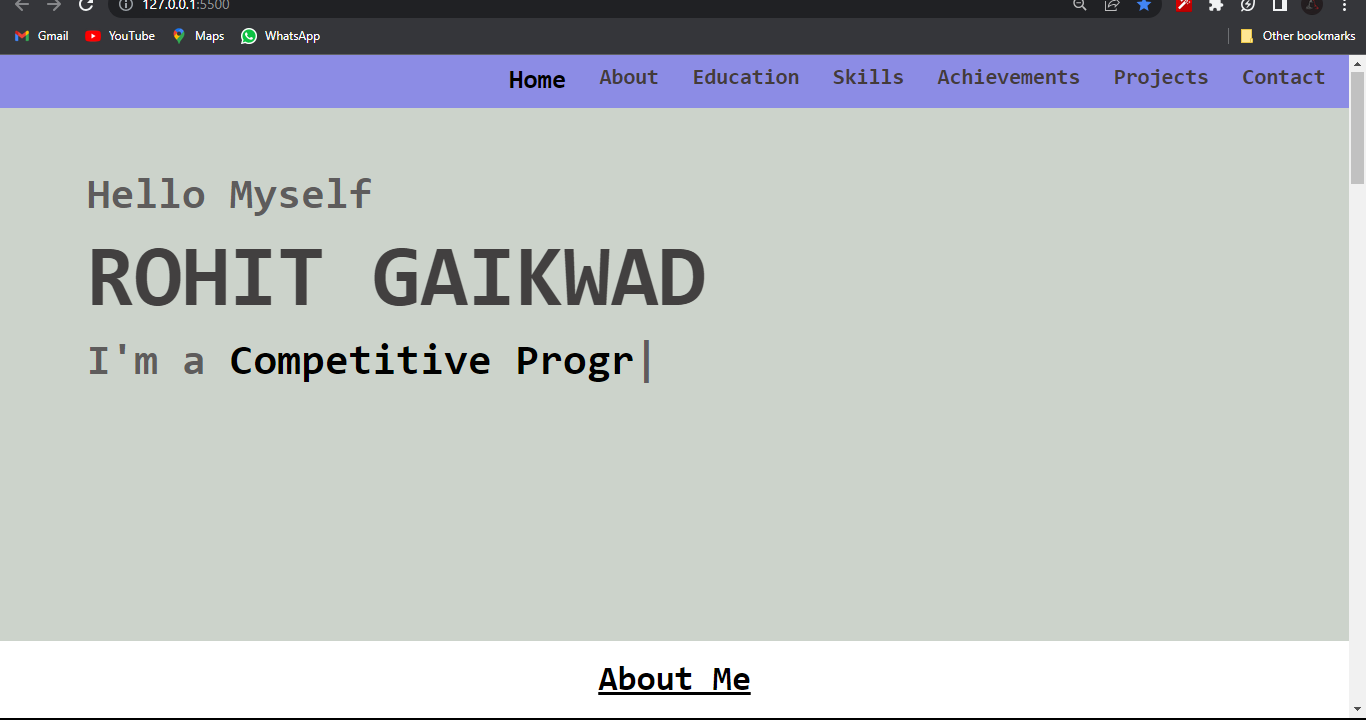 127.0.0.1:5500
Gmail YouTube Maps WhatsApp Other bookmarks
Home About Education Skills Achievements Projects Contact
Hello Myself
ROHIT GAIKWAD
I'm a Competitive Progr|
About Me